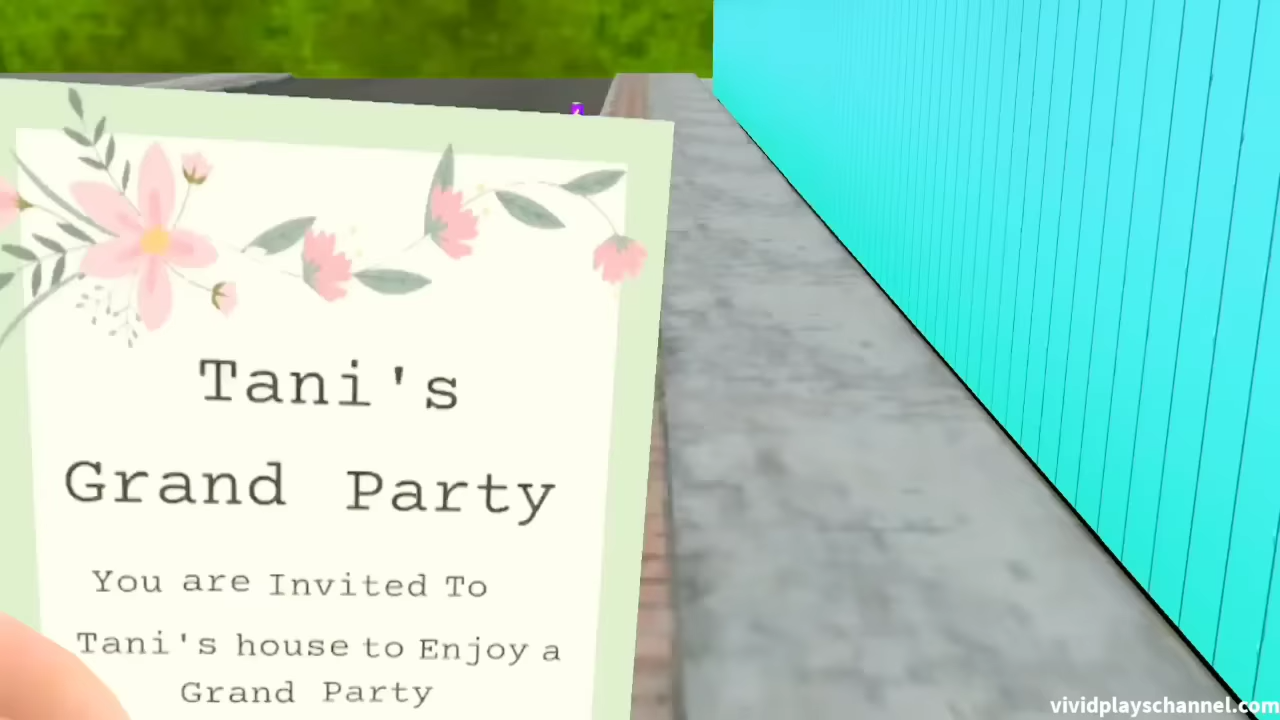 Tani's
Grand Party
You are Invited To
Tani's house to Enjoy a
Grand Party
vividplayschannel.com